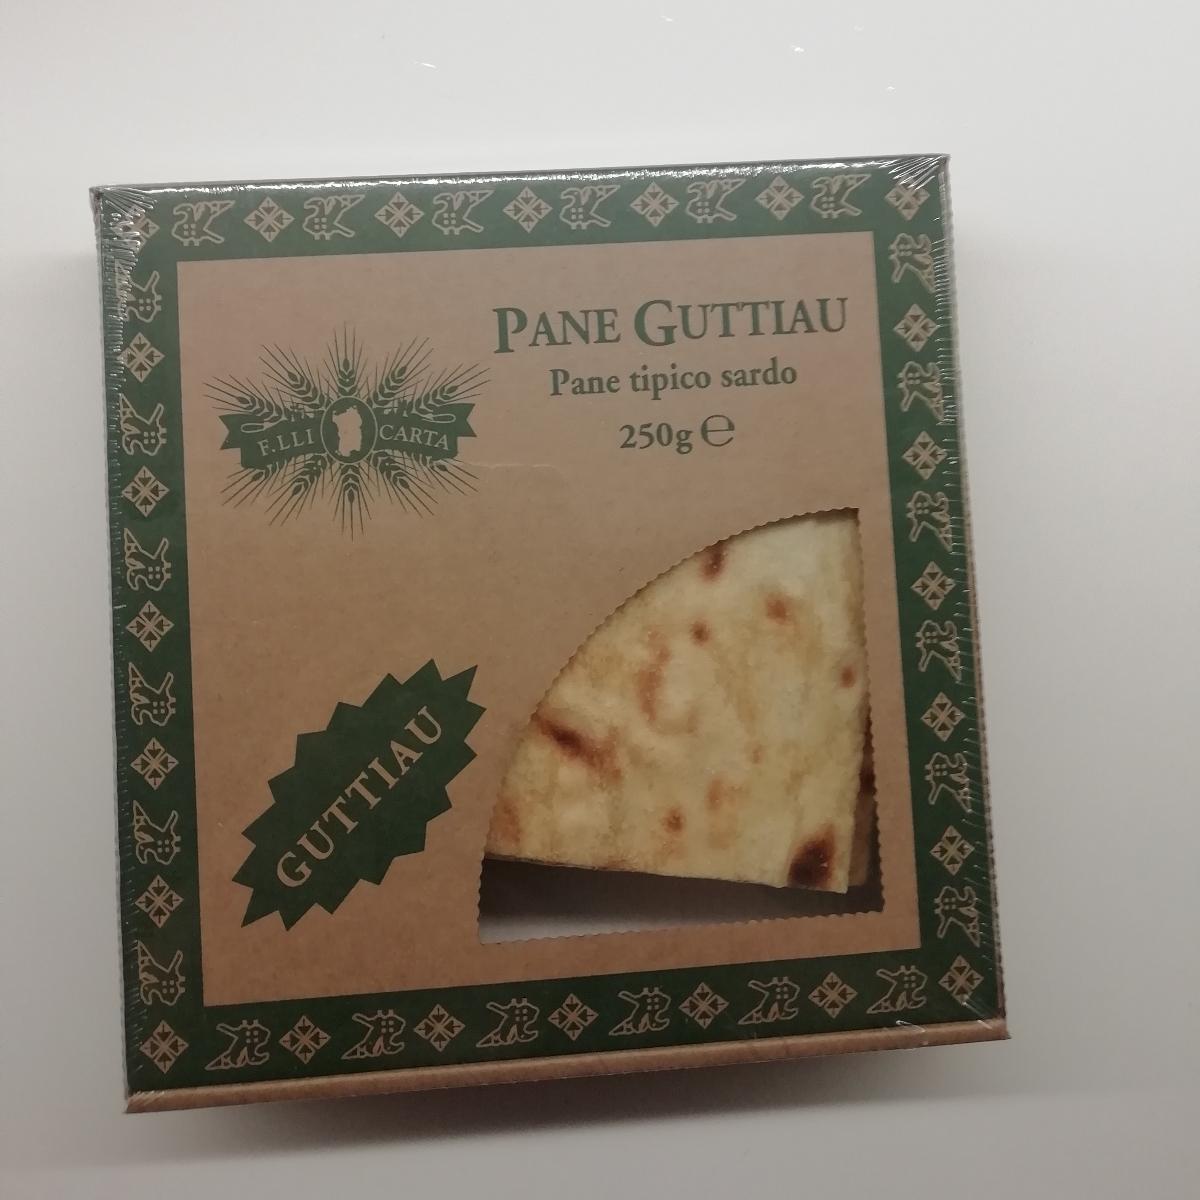 PANE GUTTIAU
Pane tipico sardo
250g ℮
F.LLI CARTA
GUTTIAU